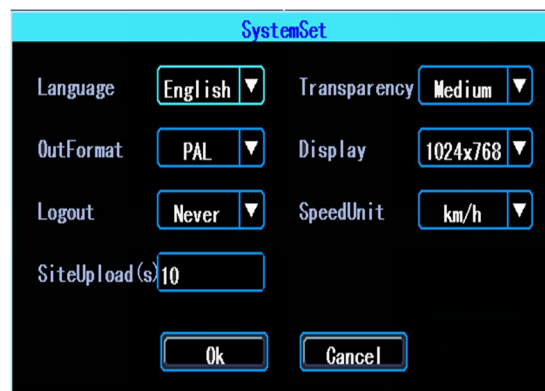 SystemSet
Language English Transparency Medium
OutFormat PAL Display 1024x768
Logout Never SpeedUnit km/h
SiteUpload(s) 10
Ok Cancel